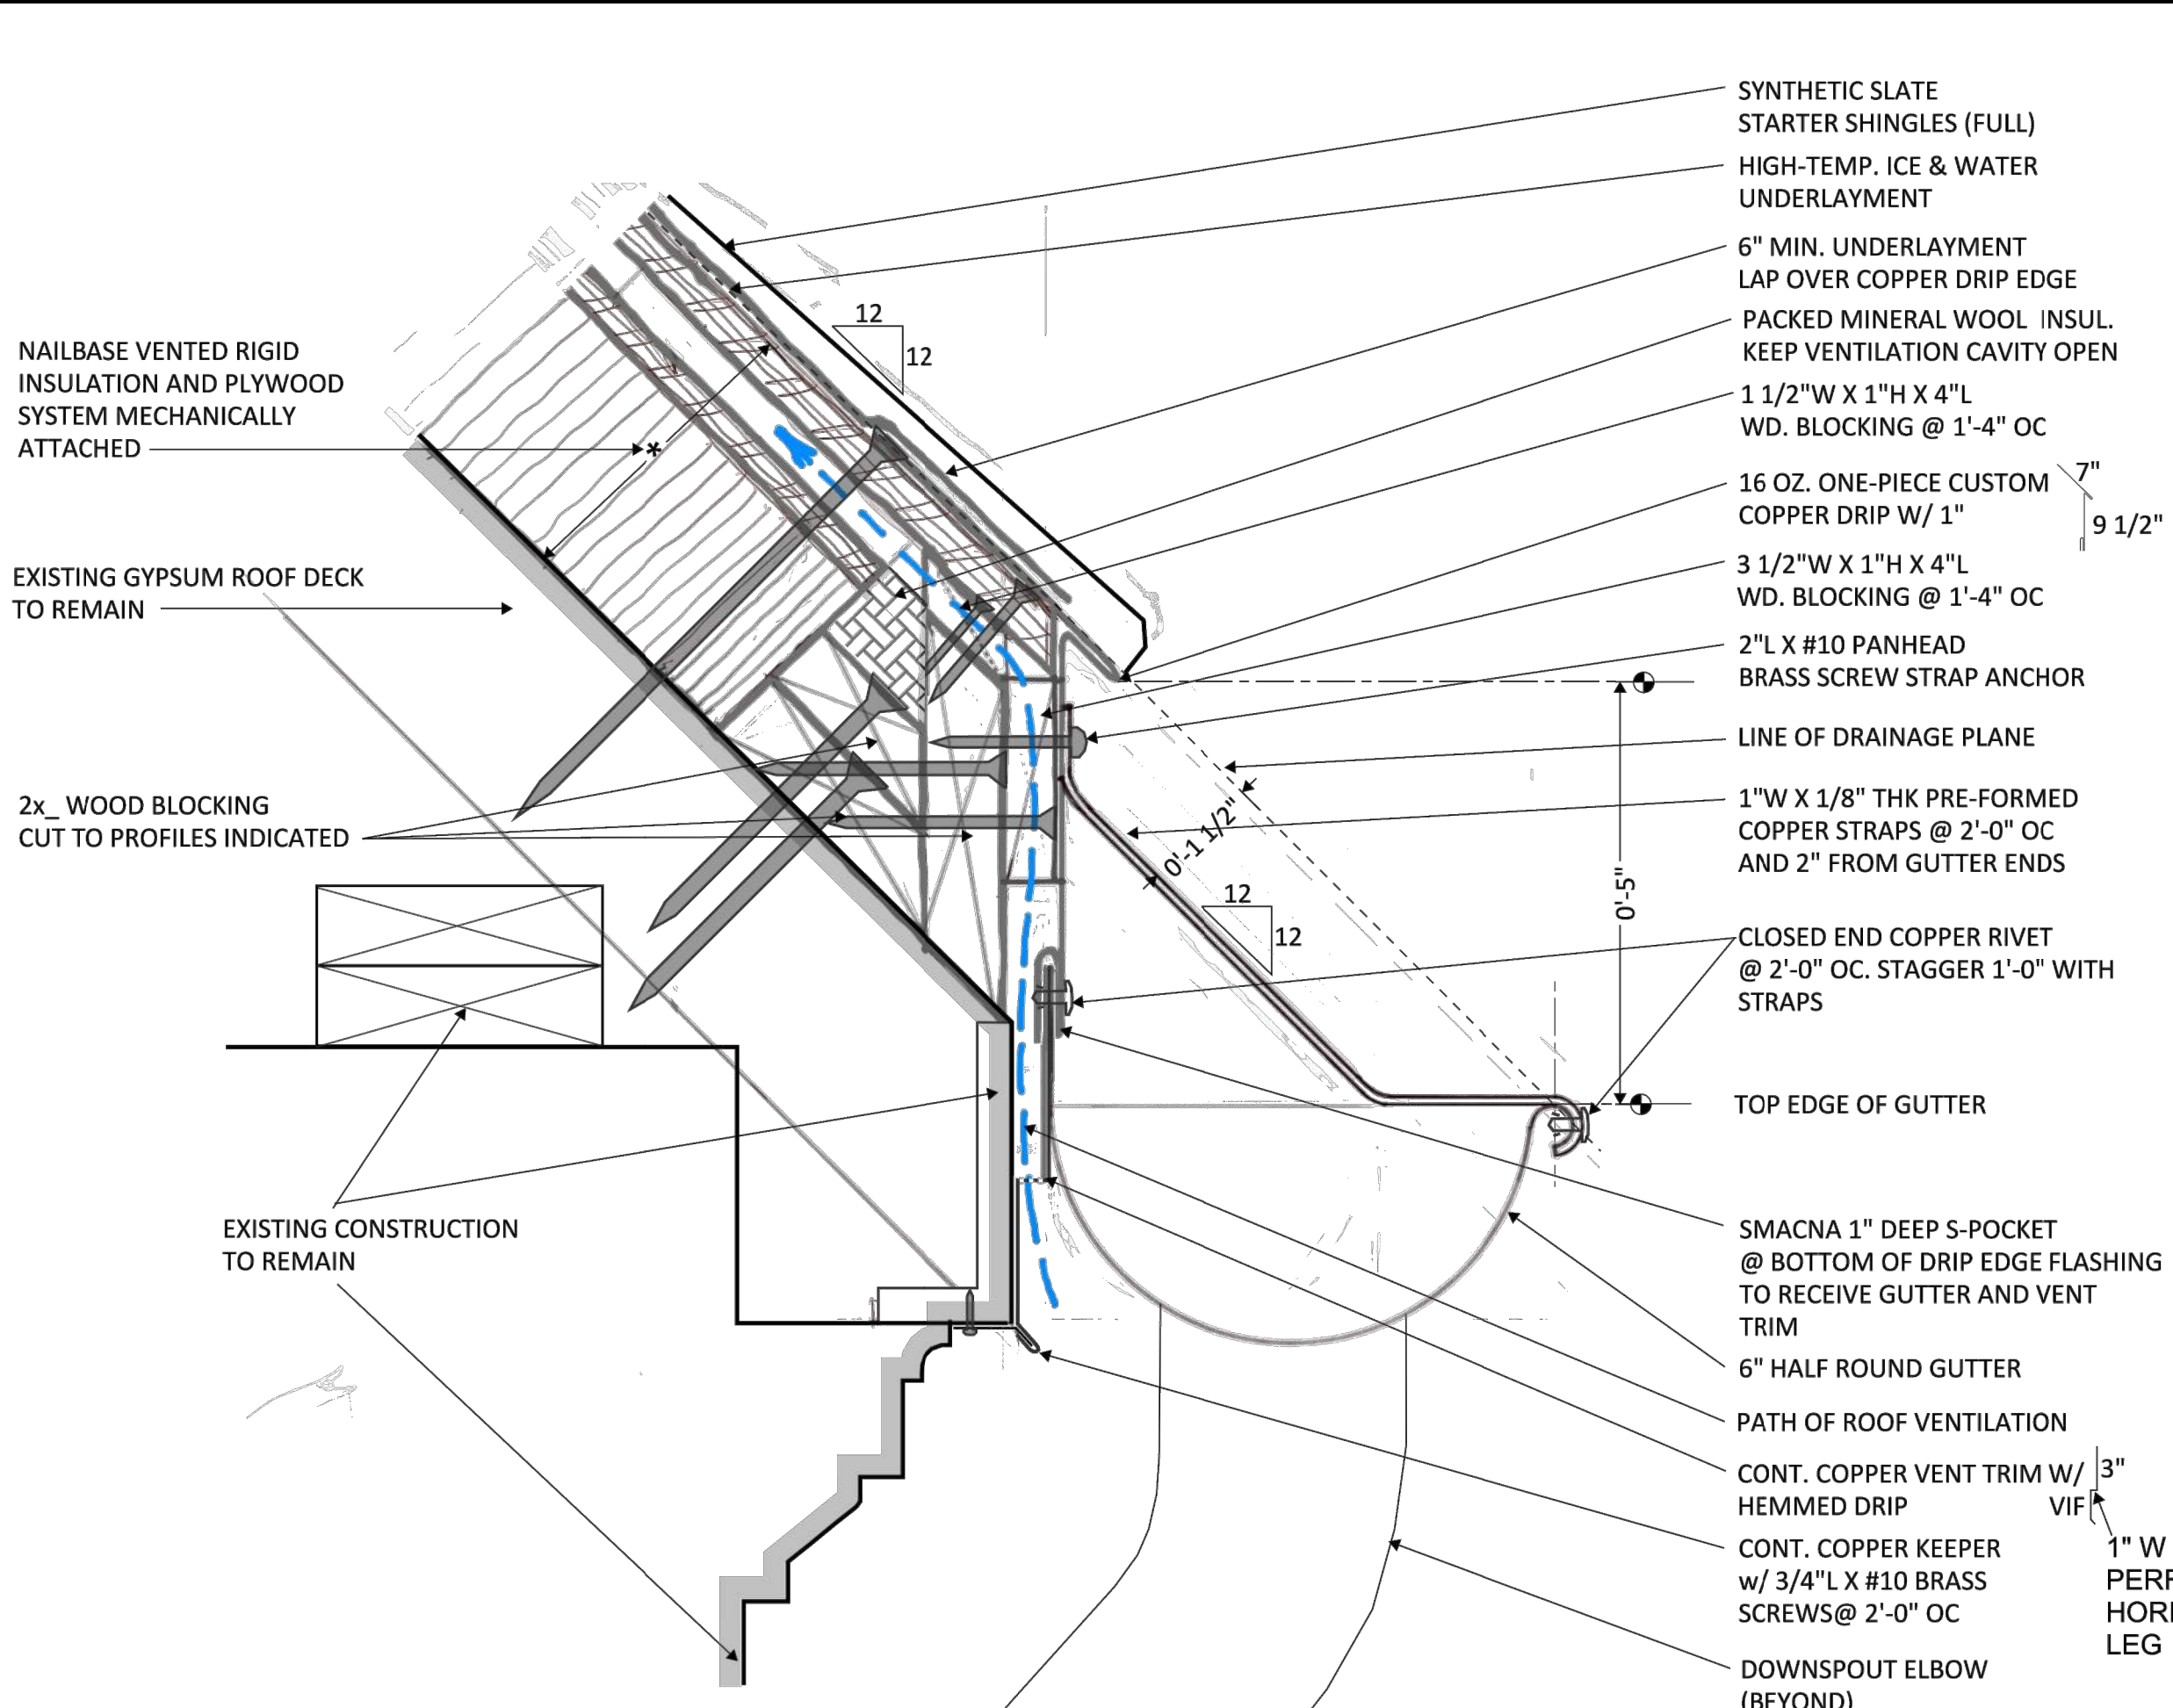 SYNTHETIC SLATE
STARTER SHINGLES (FULL)
HIGH-TEMP. ICE & WATER
UNDERLAYMENT
6" MIN. UNDERLAYMENT
LAP OVER COPPER DRIP EDGE
PACKED MINERAL WOOL INSUL.
KEEP VENTILATION CAVITY OPEN
1 1/2"W X 1"H X 4"L
WD. BLOCKING @ 1'-4" OC
16 OZ. ONE-PIECE CUSTOM
COPPER DRIP W/ 1"
7"
9 1/2"
3 1/2"W X 1"H X 4"L
WD. BLOCKING @ 1'-4" OC
2"L X #10 PANHEAD
BRASS SCREW STRAP ANCHOR
LINE OF DRAINAGE PLANE
1"W X 1/8" THK PRE-FORMED
COPPER STRAPS @ 2'-0" OC
AND 2" FROM GUTTER ENDS
CLOSED END COPPER RIVET
@ 2'-0" OC. STAGGER 1'-0" WITH
STRAPS
TOP EDGE OF GUTTER
SMACNA 1" DEEP S-POCKET
@ BOTTOM OF DRIP EDGE FLASHING
TO RECEIVE GUTTER AND VENT
TRIM
6" HALF ROUND GUTTER
PATH OF ROOF VENTILATION
CONT. COPPER VENT TRIM W/
HEMMED DRIP
3"
VIF
1" W
PERF
HORI
LEG
CONT. COPPER KEEPER
w/ 3/4"L X #10 BRASS
SCREWS@ 2'-0" OC
DOWNSPOUT ELBOW
(BEYOND)
12
12
NAILBASE VENTED RIGID
INSULATION AND PLYWOOD
SYSTEM MECHANICALLY
ATTACHED
*
EXISTING GYPSUM ROOF DECK
TO REMAIN
2x_ WOOD BLOCKING
CUT TO PROFILES INDICATED
0'-1 1/2"
12
12
0'-5"
EXISTING CONSTRUCTION
TO REMAIN